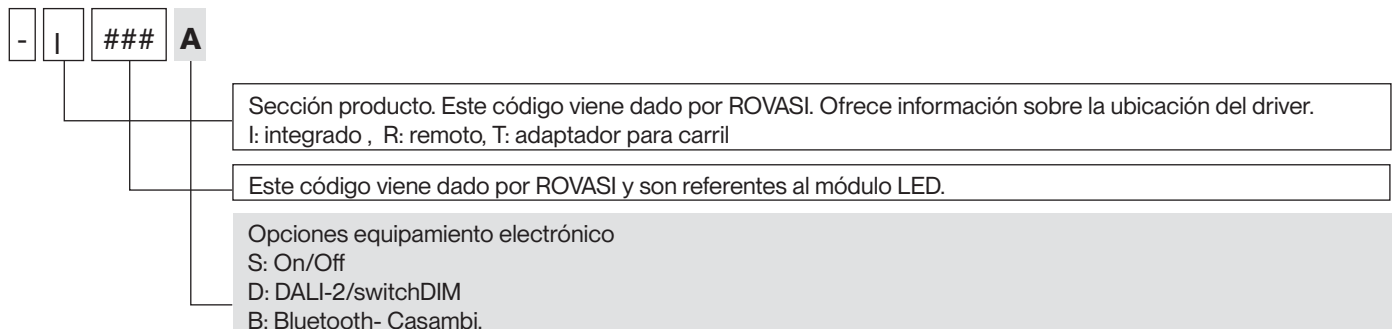 - I ### A
Sección producto. Este código viene dado por ROVASI. Ofrece información sobre la ubicación del driver.
I: integrado , R: remoto, T: adaptador para carril
Este código viene dado por ROVASI y son referentes al módulo LED.
Opciones equipamiento electrónico
S: On/Off
D: DALI-2/switchDIM
B: Bluetooth- Casambi.